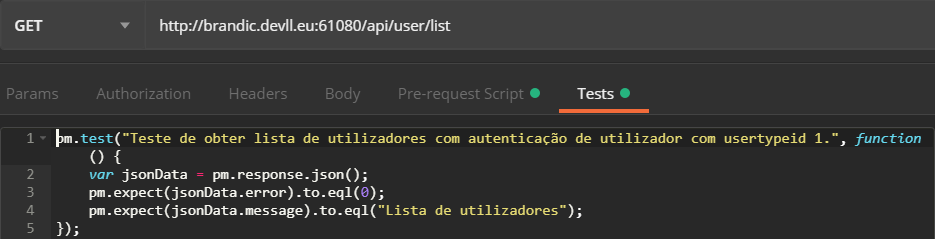 GET http://brandic.devll.eu:61080/api/user/list
Params Authorization Headers Body Pre-request Script Tests
1 pm.test("Teste de obter lista de utilizadores com autenticação de utilizador com usertypeid 1.", function
() {
2 var jsonData = pm.response.json();
3 pm.expect(jsonData.error).to.eql(0);
4 pm.expect(jsonData.message).to.eql("Lista de utilizadores");
5 });